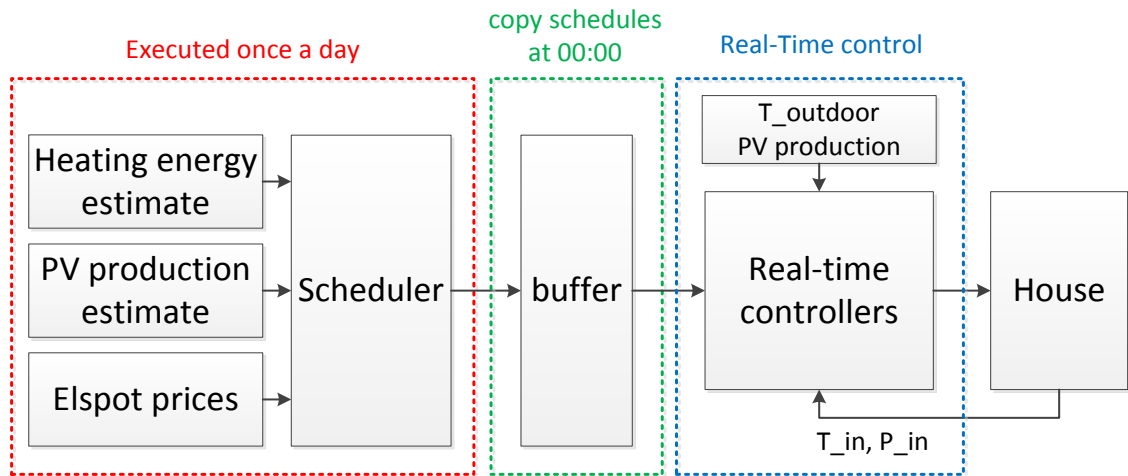 Executed once a day
copy schedules
at 00:00
Real-Time control
Heating energy
estimate
PV production
estimate
Elspot prices
Scheduler
buffer
T_outdoor
PV production
Real-time
controllers
House
T_in, P_in